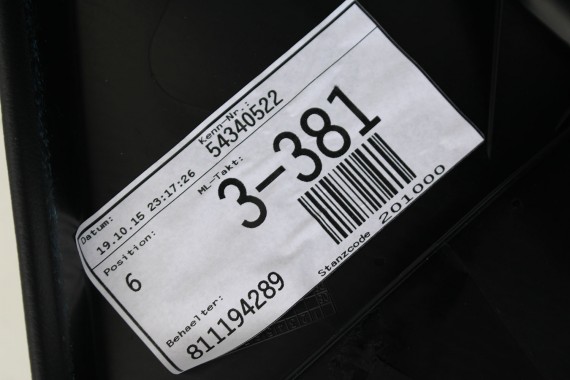 Datum:
19.10.15 23:17:26
Kenn-Nr.:
54340522
Position:
6
ML-Takt:
3-381
Behaelter:
811194289
Stanzcode 201000